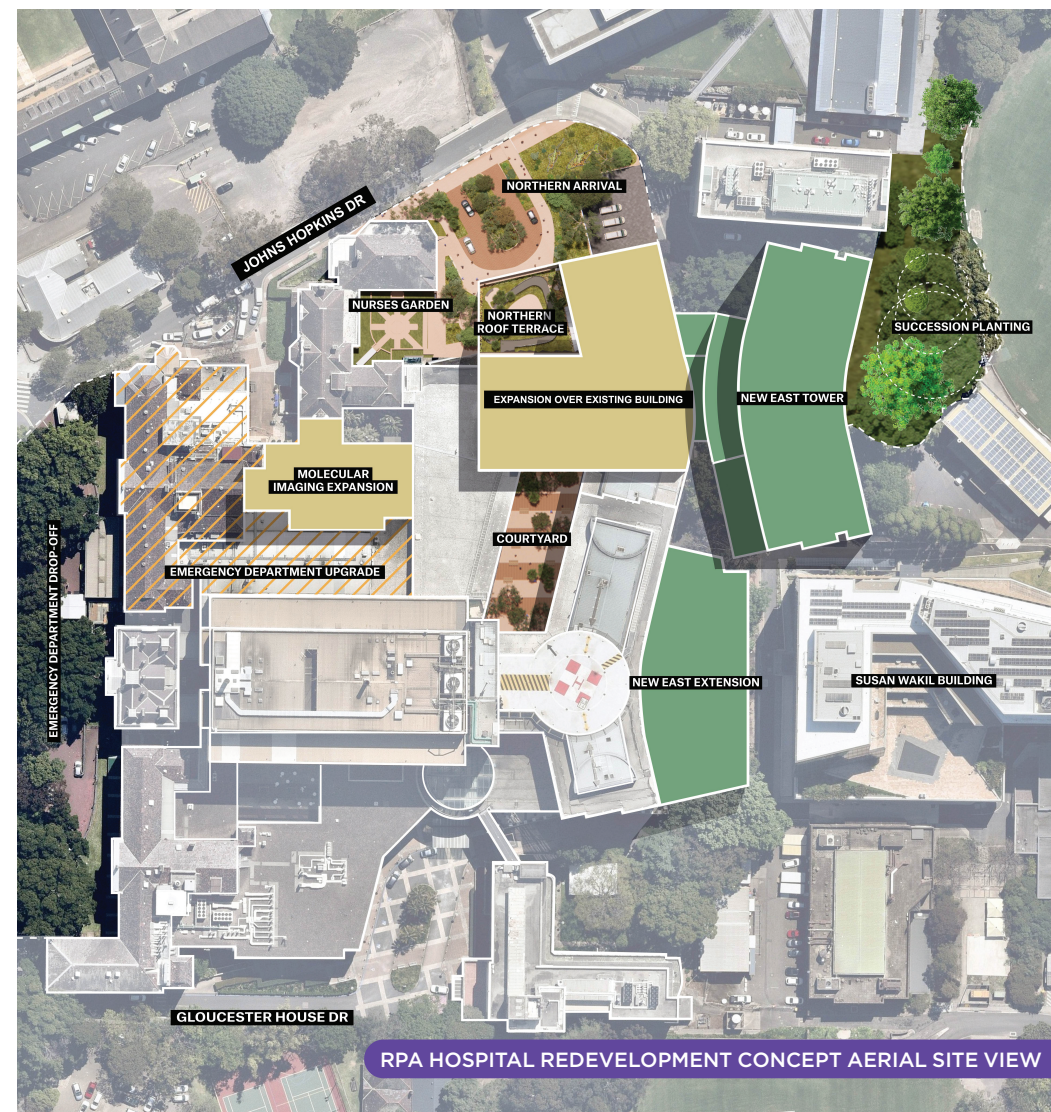 NORTHERN ARRIVAL
JOHNS HOPKINS DR
NURSES GARDEN
NORTHERN
ROOF TERRACE
SUCCESSION PLANTING
EXPANSION OVER EXISTING BUILDING
NEW EAST TOWER
MOLECULAR
IMAGING EXPANSION
COURTYARD
EMERGENCY DEPARTMENT UPGRADE
EMERGENCY DEPARTMENT DROP-OFF
NEW EAST EXTENSION
SUSAN WAKIL BUILDING
GLOUCESTER HOUSE DR
RPA HOSPITAL REDEVELOPMENT CONCEPT AERIAL SITE VIEW